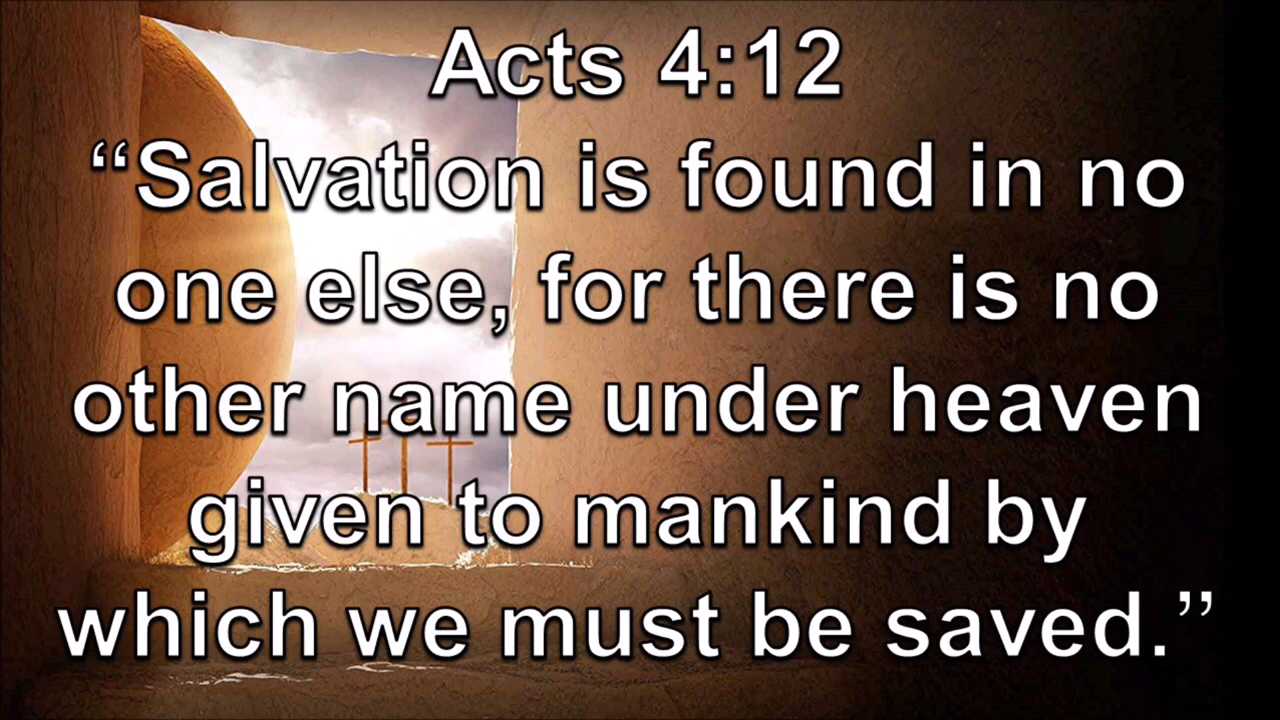 Acts 4:12
“Salvation is found in no
one else, for there is no
other name under heaven
given to mankind by
which we must be saved.”